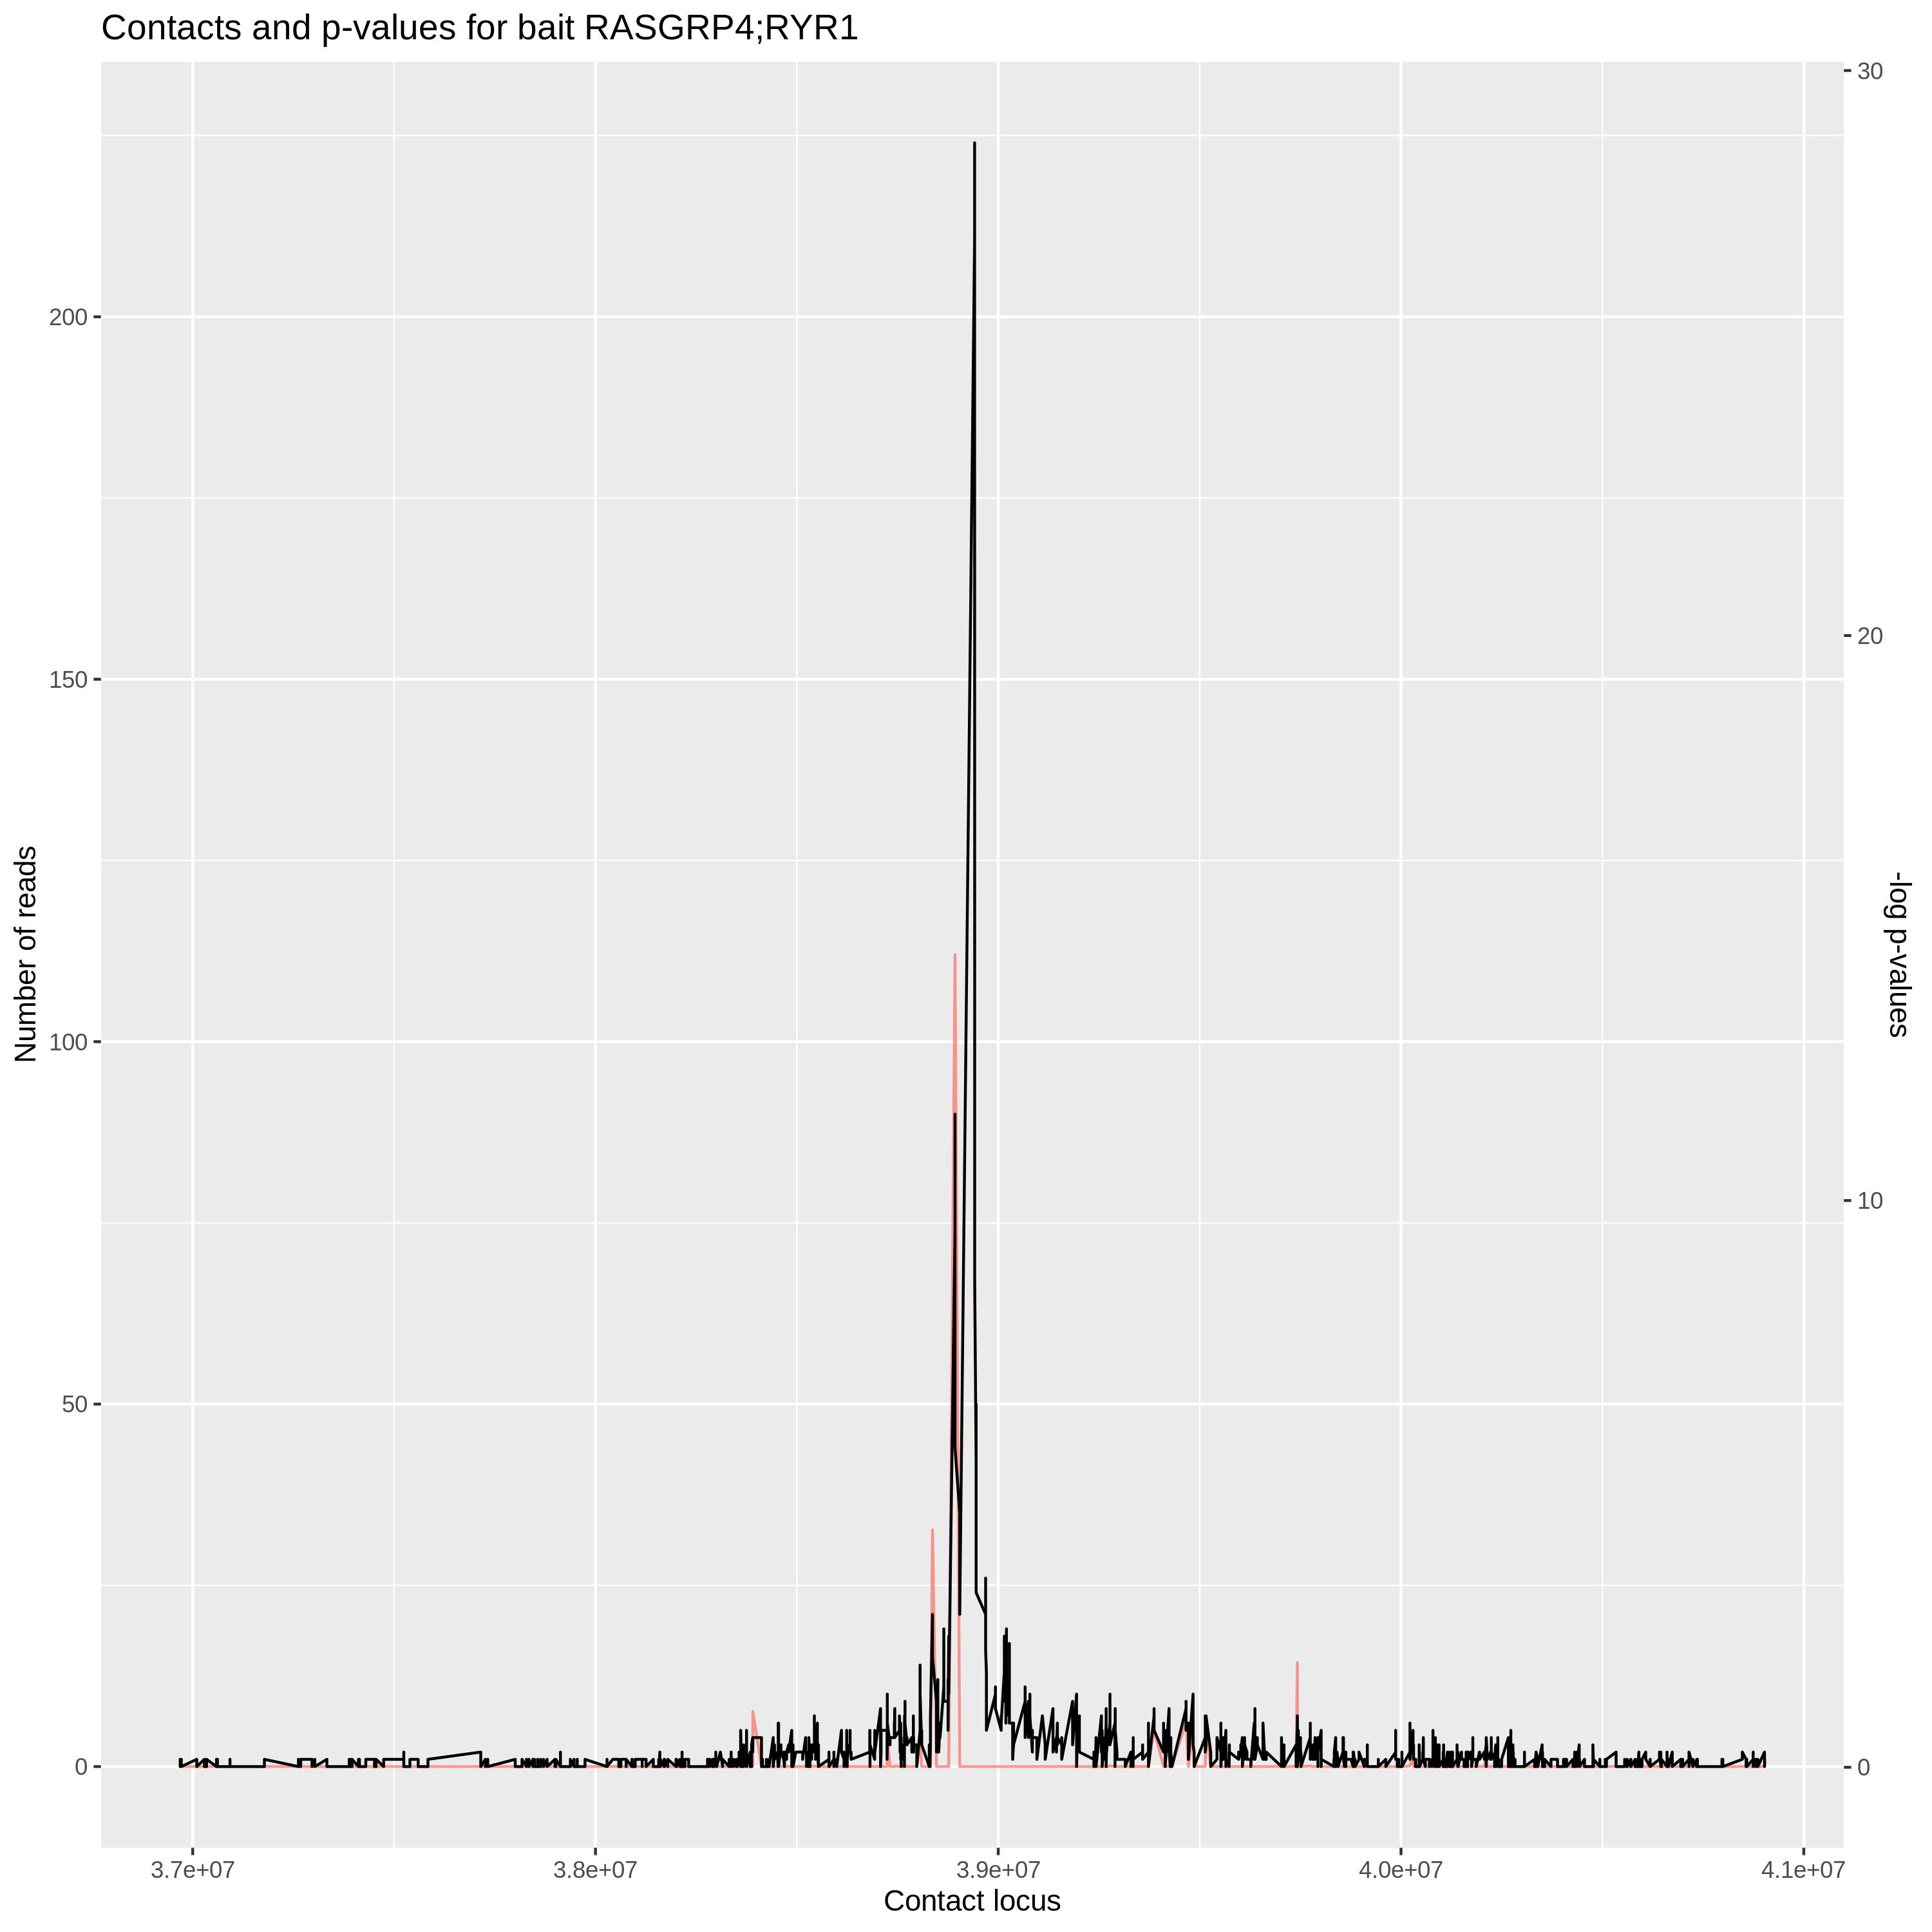 Contacts and p-values for bait RASGRP4;RYR1
30
200
20
150
Number of reads
-log p-values
100
10
50
0
0
3.7e+07 3.8e+07 3.9e+07 4.0e+07 4.1e+07
Contact locus